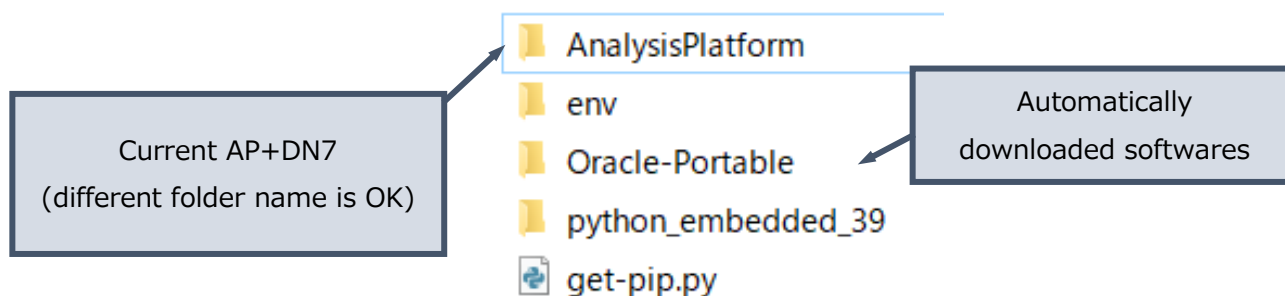 Current AP+DN7
(different folder name is OK)
AnalysisPlatform
env
Oracle-Portable
python_embedded_39
get-pip.py
Automatically
downloaded softwares